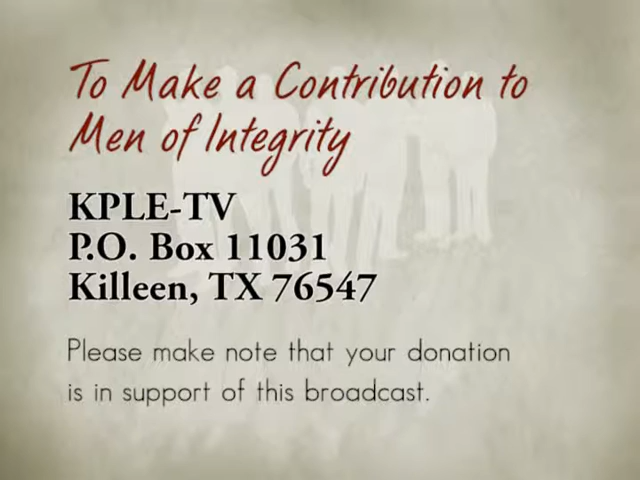 To Make a Contribution to
Men of Integrity
KPLE-TV
P.O. Box 11031
Killeen, TX 76547
Please make note that your donation
is in support of this broadcast.